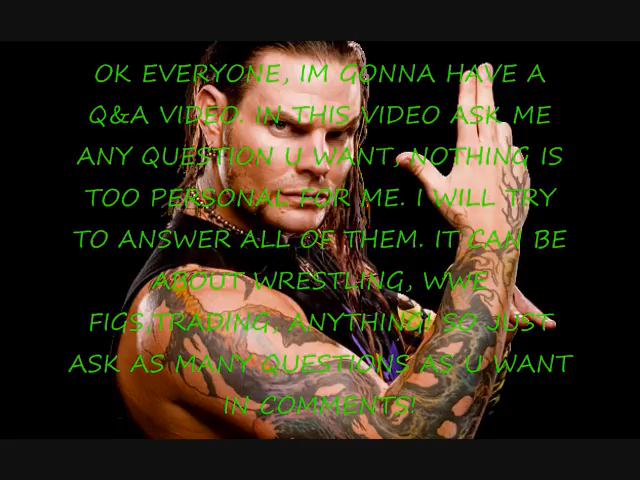 OK EVERYONE, IM GONNA HAVE A
Q&A VIDEO. IN THIS VIDEO ASK ME
ANY QUESTION U WANT, NOTHING IS
TOO PERSONAL FOR ME. I WILL TRY
TO ANSWER ALL OF THEM. IT CAN BE
ABOUT WRESTLING, WWE
FIGS,TRADING, ANYTHING! SO JUST
ASK AS MANY QUESTIONS AS U WANT
IN COMMENTS!